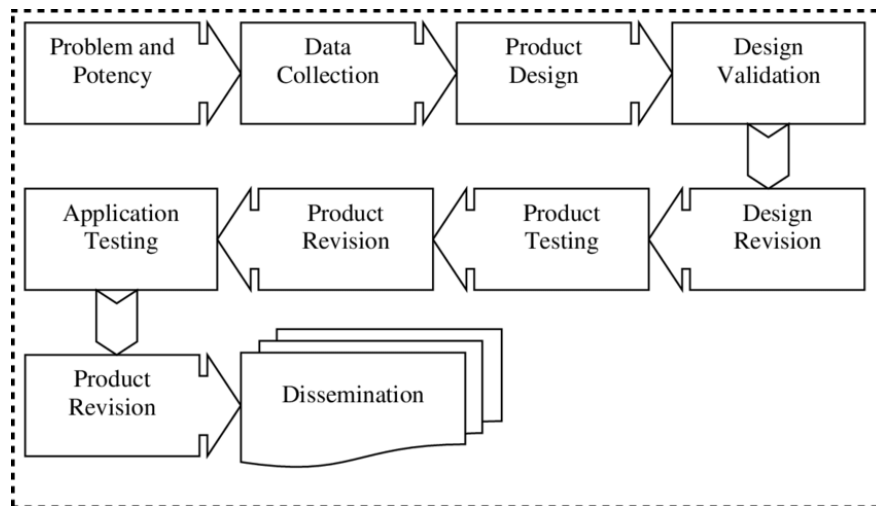 Problem and
Potency
Data
Collection
Product
Design
Design
Validation
Design
Revision
Product
Testing
Product
Revision
Application
Testing
Product
Revision
Dissemination